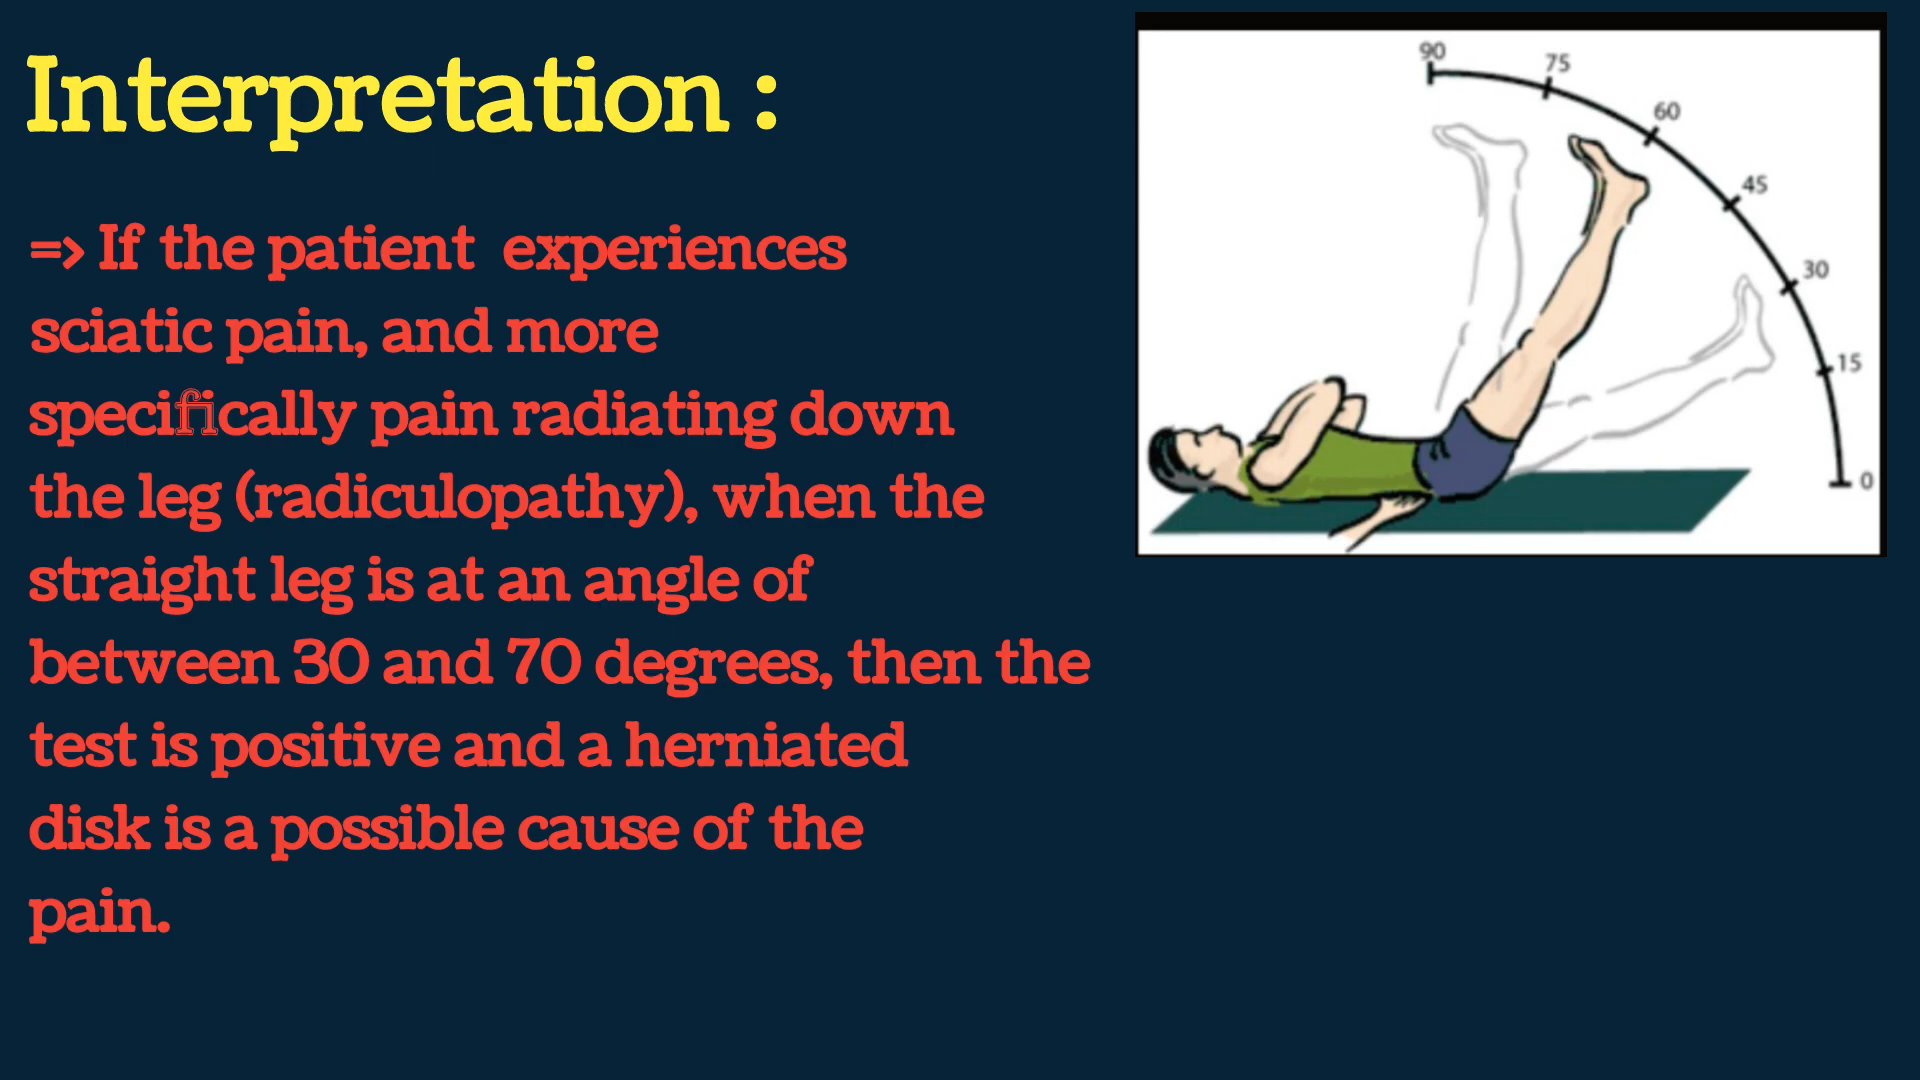 Interpretation :
=> If the patient  experiences
sciatic pain, and more
specifically pain radiating down
the leg (radiculopathy), when the
straight leg is at an angle of
between 30 and 70 degrees, then the
test is positive and a herniated
disk is a possible cause of the
pain.
90
75
60
45
30
15
0